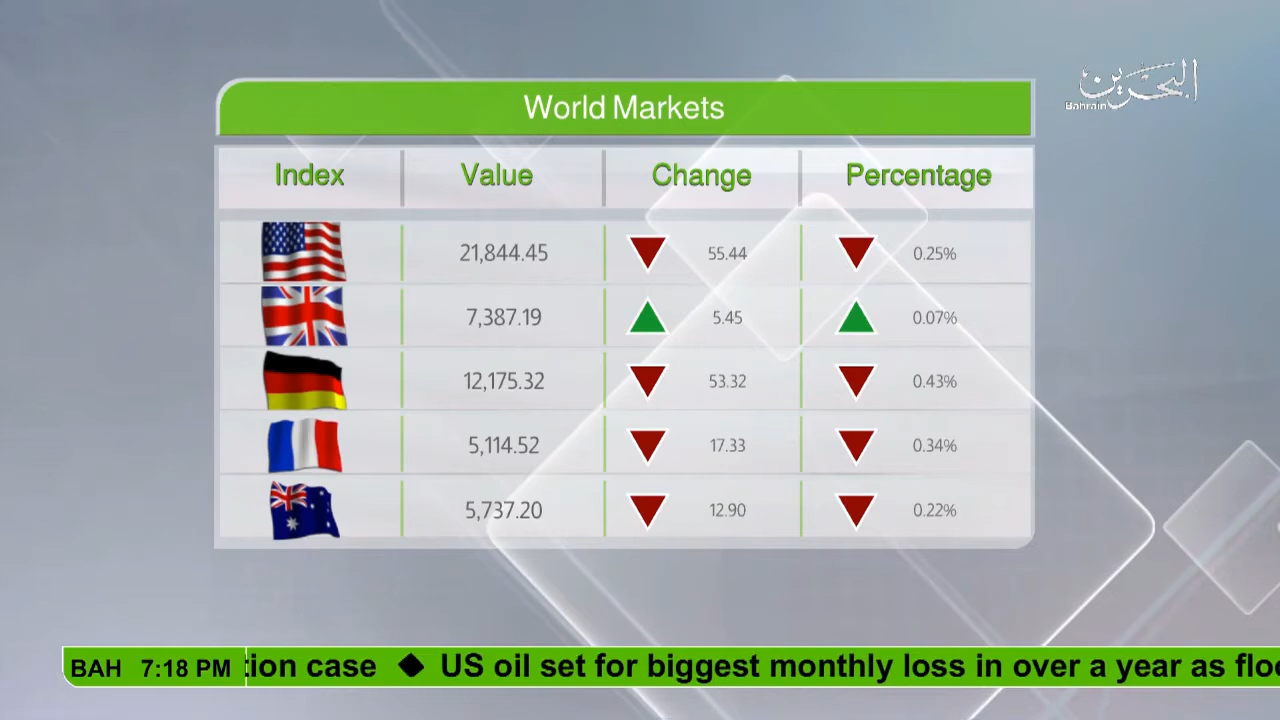 البحرين
Bahrain
World Markets
Index Value Change Percentage
21,844.45 55.44 0.25%
7,387.19 5.45 0.07%
12,175.32 53.32 0.43%
5,114.52 17.33 0.34%
5,737.20 12.90 0.22%
BAH 7:18 PM tion case ◆ US oil set for biggest monthly loss in over a year as floo